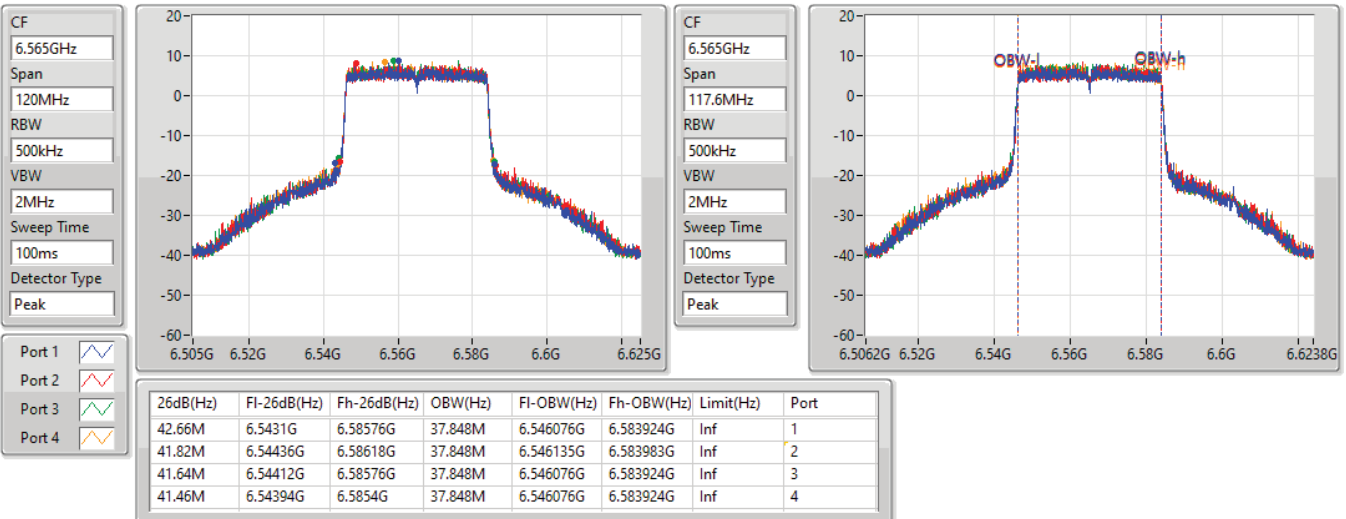 CF
6.565GHz
Span
120MHz
RBW
500kHz
VBW
2MHz
Sweep Time
100ms
Detector Type
Peak
20
10
0
-10
-20
-30
-40
-50
-60
6.505G 6.52G 6.54G 6.56G 6.58G 6.6G 6.625G
CF
6.565GHz
Span
117.6MHz
RBW
500kHz
VBW
2MHz
Sweep Time
100ms
Detector Type
Peak
20
10
0
-10
-20
-30
-40
-50
-60
OBW-l OBW-h
6.5062G 6.52G 6.54G 6.56G 6.58G 6.6G 6.6238G
Port 1
Port 2
Port 3
Port 4
26dB(Hz) Fl-26dB(Hz) Fh-26dB(Hz) OBW(Hz) Fl-OBW(Hz) Fh-OBW(Hz) Limit(Hz) Port
42.66M 6.5431G 6.58576G 37.848M 6.546076G 6.583924G Inf 1
41.82M 6.54436G 6.58618G 37.848M 6.546135G 6.583983G Inf 2
41.64M 6.54412G 6.58576G 37.848M 6.546076G 6.583924G Inf 3
41.46M 6.54394G 6.5854G 37.848M 6.546076G 6.583924G Inf 4